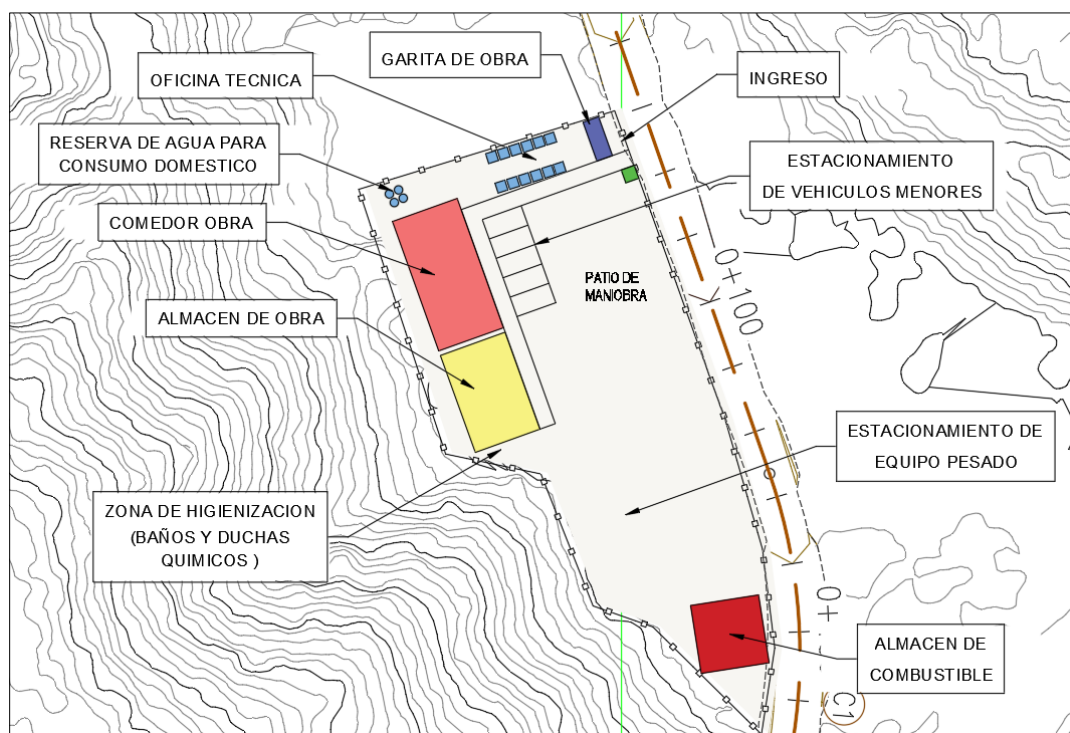 GARITA DE OBRA
OFICINA TECNICA
INGRESO
RESERVA DE AGUA PARA
CONSUMO DOMESTICO
ESTACIONAMIENTO
DE VEHICULOS MENORES
COMEDOR OBRA
PATIO DE
MANIOBRA
0+100
ALMACEN DE OBRA
ESTACIONAMIENTO DE
EQUIPO PESADO
ZONA DE HIGIENIZACION
(BAÑOS Y DUCHAS
QUIMICOS )
0+
ALMACEN DE
COMBUSTIBLE
C1